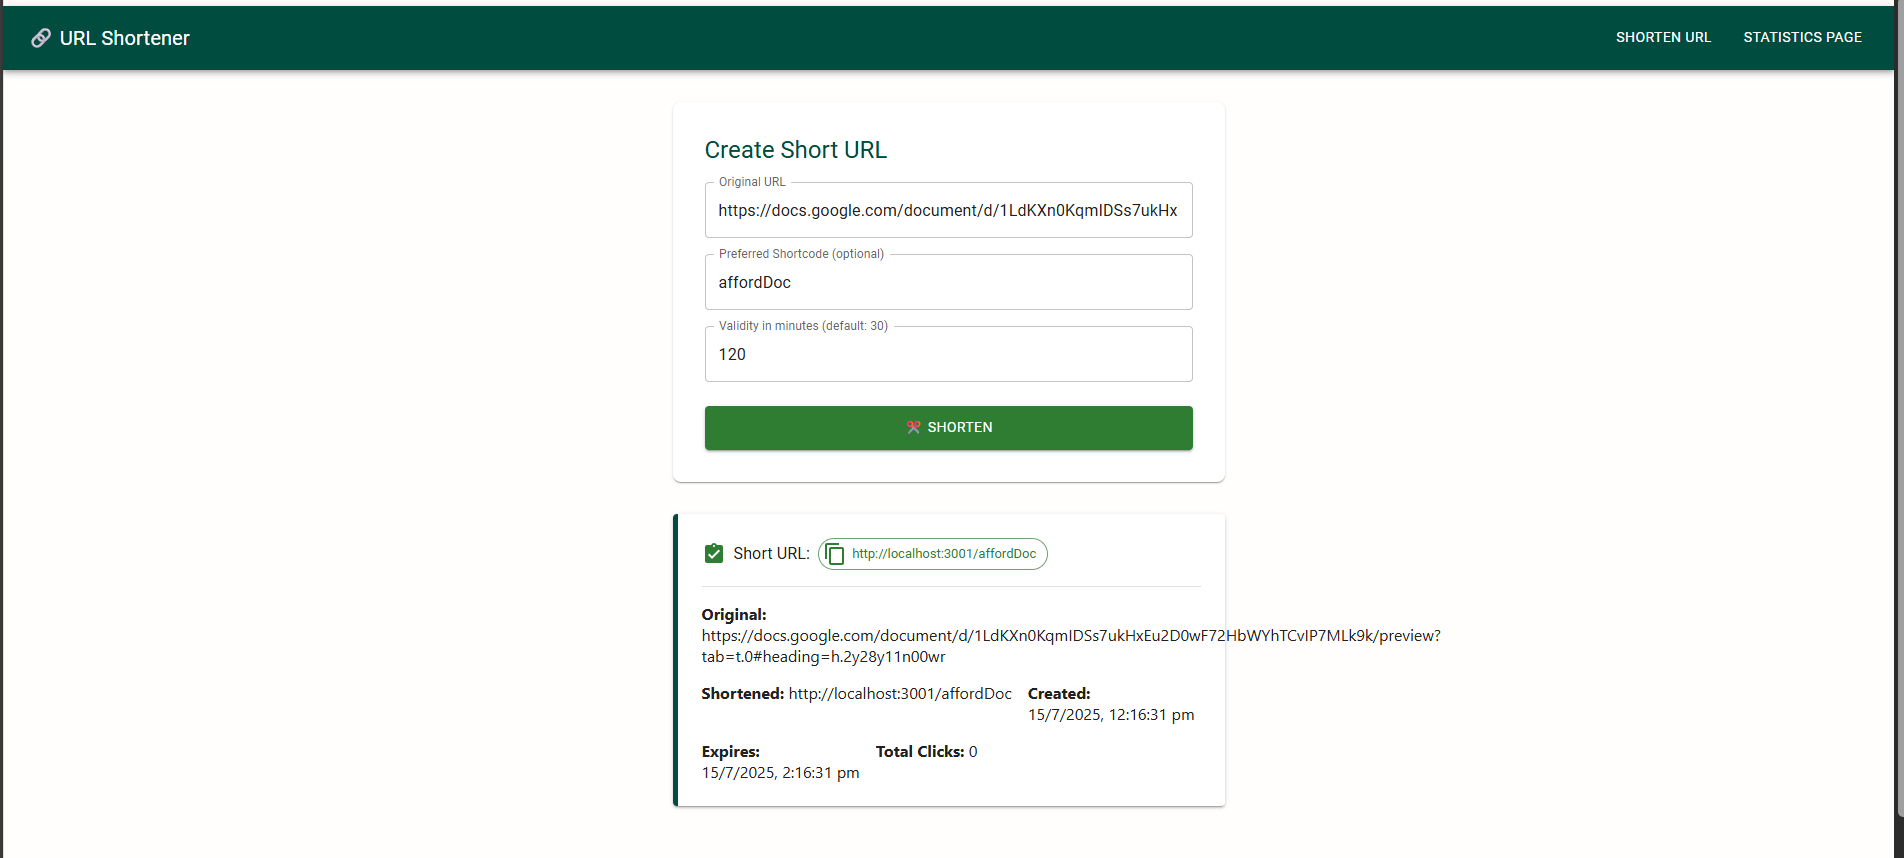 URL Shortener
SHORTEN URL
STATISTICS PAGE
Create Short URL
Original URL
https://docs.google.com/document/d/1LdKXn0KqmIDSs7ukHx
Preferred Shortcode (optional)
affordDoc
Validity in minutes (default: 30)
120
SHORTEN
Short URL: http://localhost:3001/affordDoc
Original:
https://docs.google.com/document/d/1LdKXn0KqmIDSs7ukHxEu2D0wF72HbWYhTCvIP7MLk9k/preview?
tab=t.0#heading=h.2y28y11n00wr
Shortened: http://localhost:3001/affordDoc
Created:
15/7/2025, 12:16:31 pm
Expires:
15/7/2025, 2:16:31 pm
Total Clicks: 0